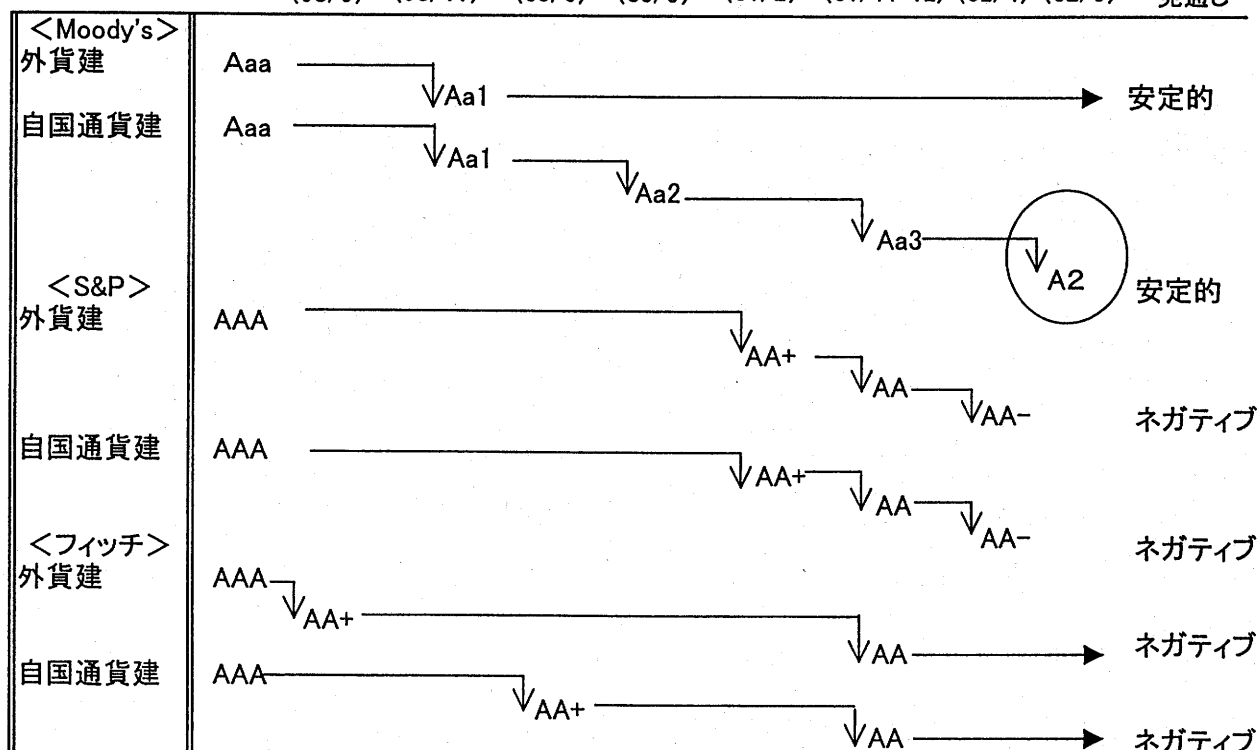 ＜Moody's＞
外貨建 Aaa Aa1 安定的
自国通貨建 Aaa Aa1 Aa2 Aa3 A2 安定的
＜S&P＞
外貨建 AAA AA+ AA AA- ネガティブ
自国通貨建 AAA AA+ AA AA- ネガティブ
＜フィッチ＞
外貨建 AAA AA+ AA ネガティブ
自国通貨建 AAA AA+ AA ネガティブ